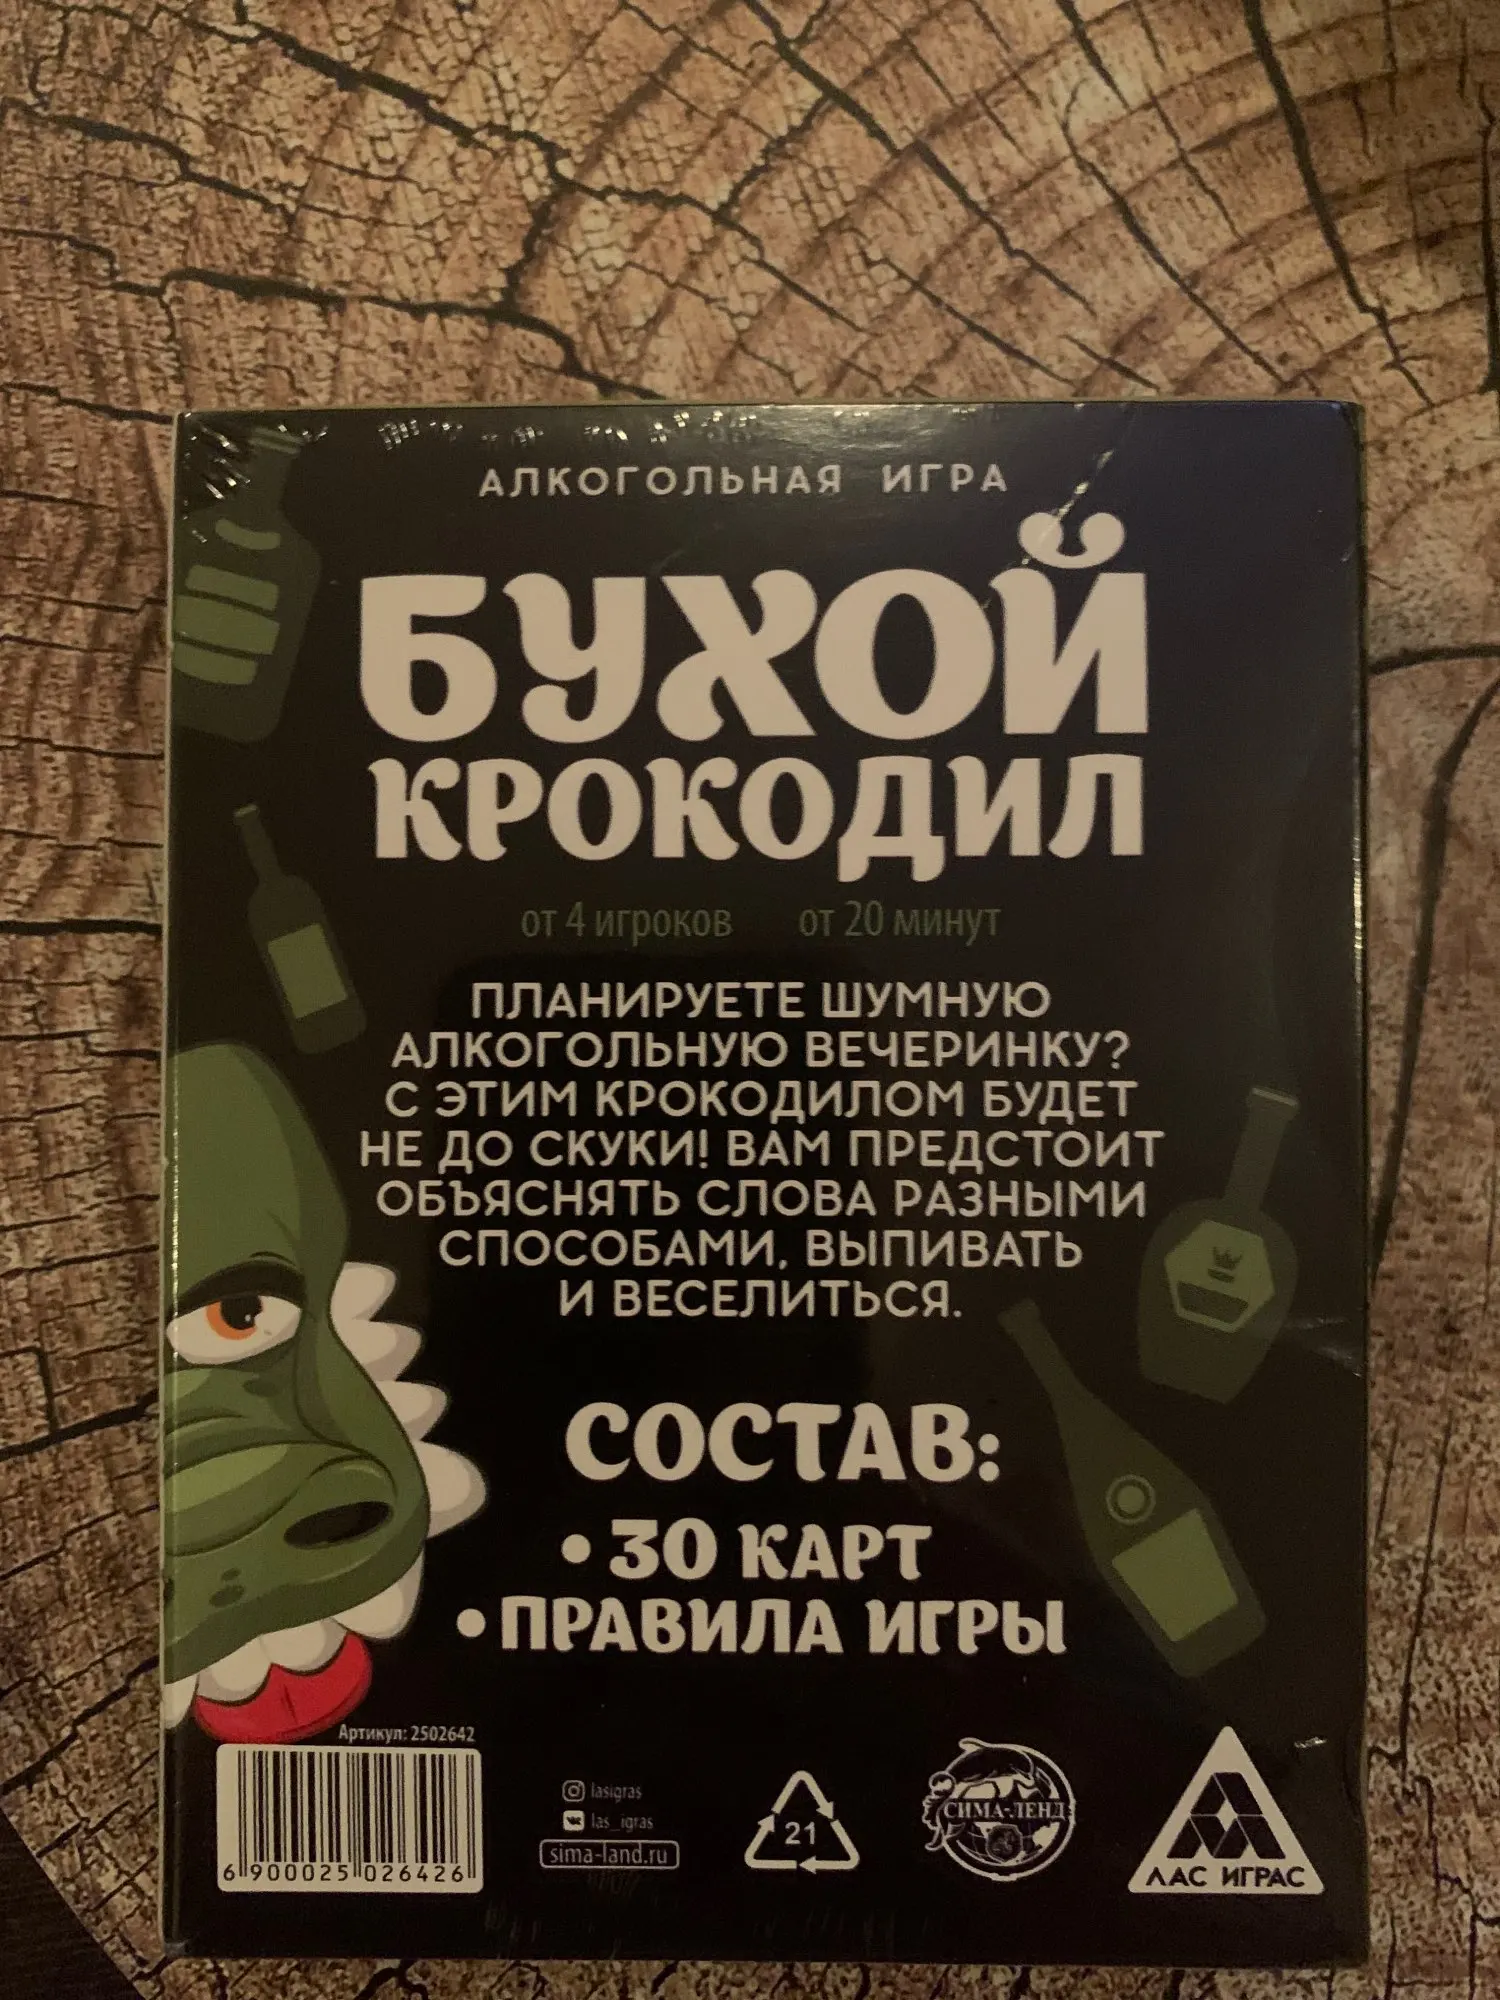 АЛКОГОЛЬНАЯ ИГРА
БУХОЙ
КРОКОДИЛ
от 4 игроков от 20 минут
ПЛАНИРУЕТЕ ШУМНУЮ
АЛКОГОЛЬНУЮ ВЕЧЕРИНКУ?
С ЭТИМ КРОКОДИЛОМ БУДЕТ
НЕ ДО СКУКИ! ВАМ ПРЕДСТОИТ
ОБЪЯСНЯТЬ СЛОВА РАЗНЫМИ
СПОСОБАМИ, ВЫПИВАТЬ
И ВЕСЕЛИТЬСЯ.
СОСТАВ:
• 30 КАРТ
• ПРАВИЛА ИГРЫ
Артикул: 2502642
6 900025 026426
lasigras
las_igras
sima-land.ru
21
СИМА-ЛЕНД
ЛАС ИГРАС